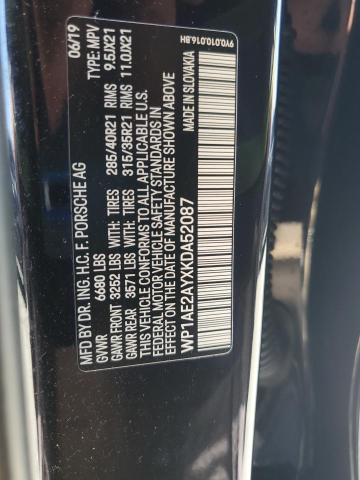 MFD BY DR. ING. H.C. F. PORSCHE AG 06/19
GVWR 6680 LBS TYPE: MPV
GAWR FRONT 3252 LBS WITH TIRES 285/40R21 RIMS 9.5JX21
GAWR REAR 3571 LBS WITH TIRES 315/35R21 RIMS 11.0JX21
THIS VEHICLE CONFORMS TO ALL APPLICABLE U.S.
FEDERAL MOTOR VEHICLE SAFETY STANDARDS IN
EFFECT ON THE DATE OF MANUFACTURE SHOWN ABOVE
WP1AE2AYXKDA52087 MADE IN SLOVAKIA
9Y0.010.016.BH